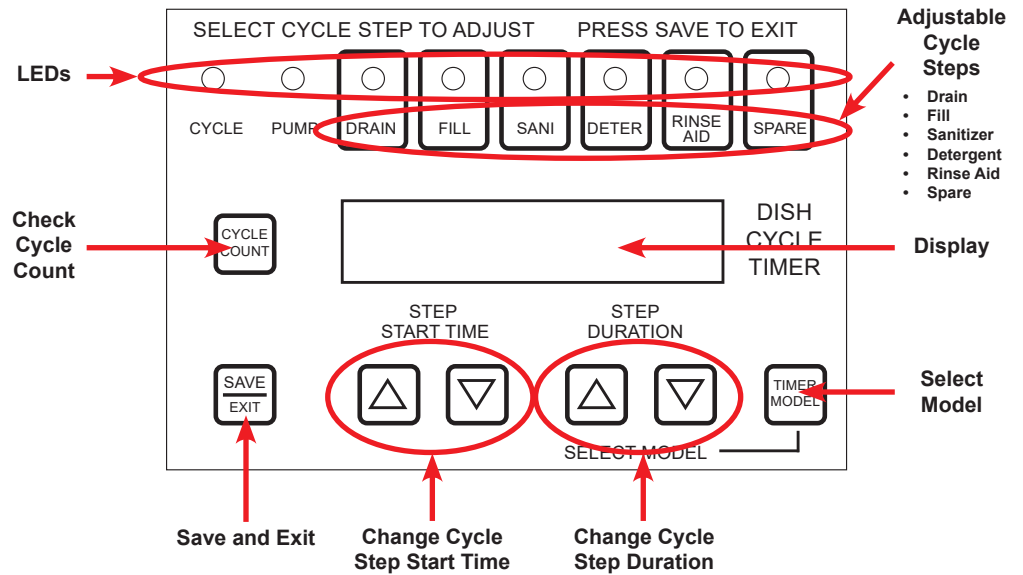 SELECT CYCLE STEP TO ADJUST PRESS SAVE TO EXIT
Adjustable
Cycle
Steps
• Drain
• Fill
• Sanitizer
• Detergent
• Rinse Aid
• Spare
LEDs
CYCLE PUMP DRAIN FILL SANI DETER RINSE
AID SPARE
Check
Cycle
Count
CYCLE
COUNT
DISH
CYCLE
TIMER
Display
STEP
START TIME
STEP
DURATION
SAVE
EXIT
TIMER
MODEL
Select
Model
SELECT MODEL
Save and Exit
Change Cycle
Step Start Time
Change Cycle
Step Duration